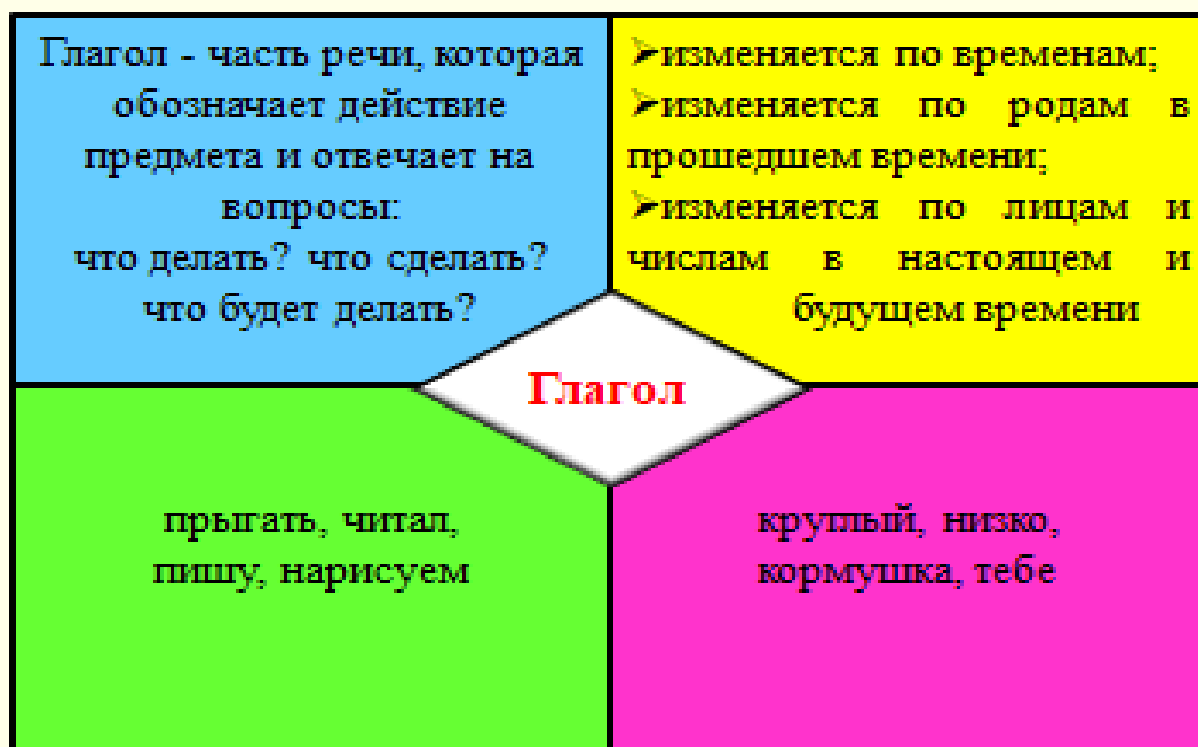 Глагол - часть речи, которая
обозначает действие
предмета и отвечает на
вопросы:
что делать? что сделать?
что будет делать?
➢изменяется по временам;
➢изменяется по родам в
прошедшем времени;
➢изменяется по лицам и
числам в настоящем и
будущем времени
Глагол
прыгать, читал,
пишу, нарисуем
круглый, низко,
кормушка, тебе